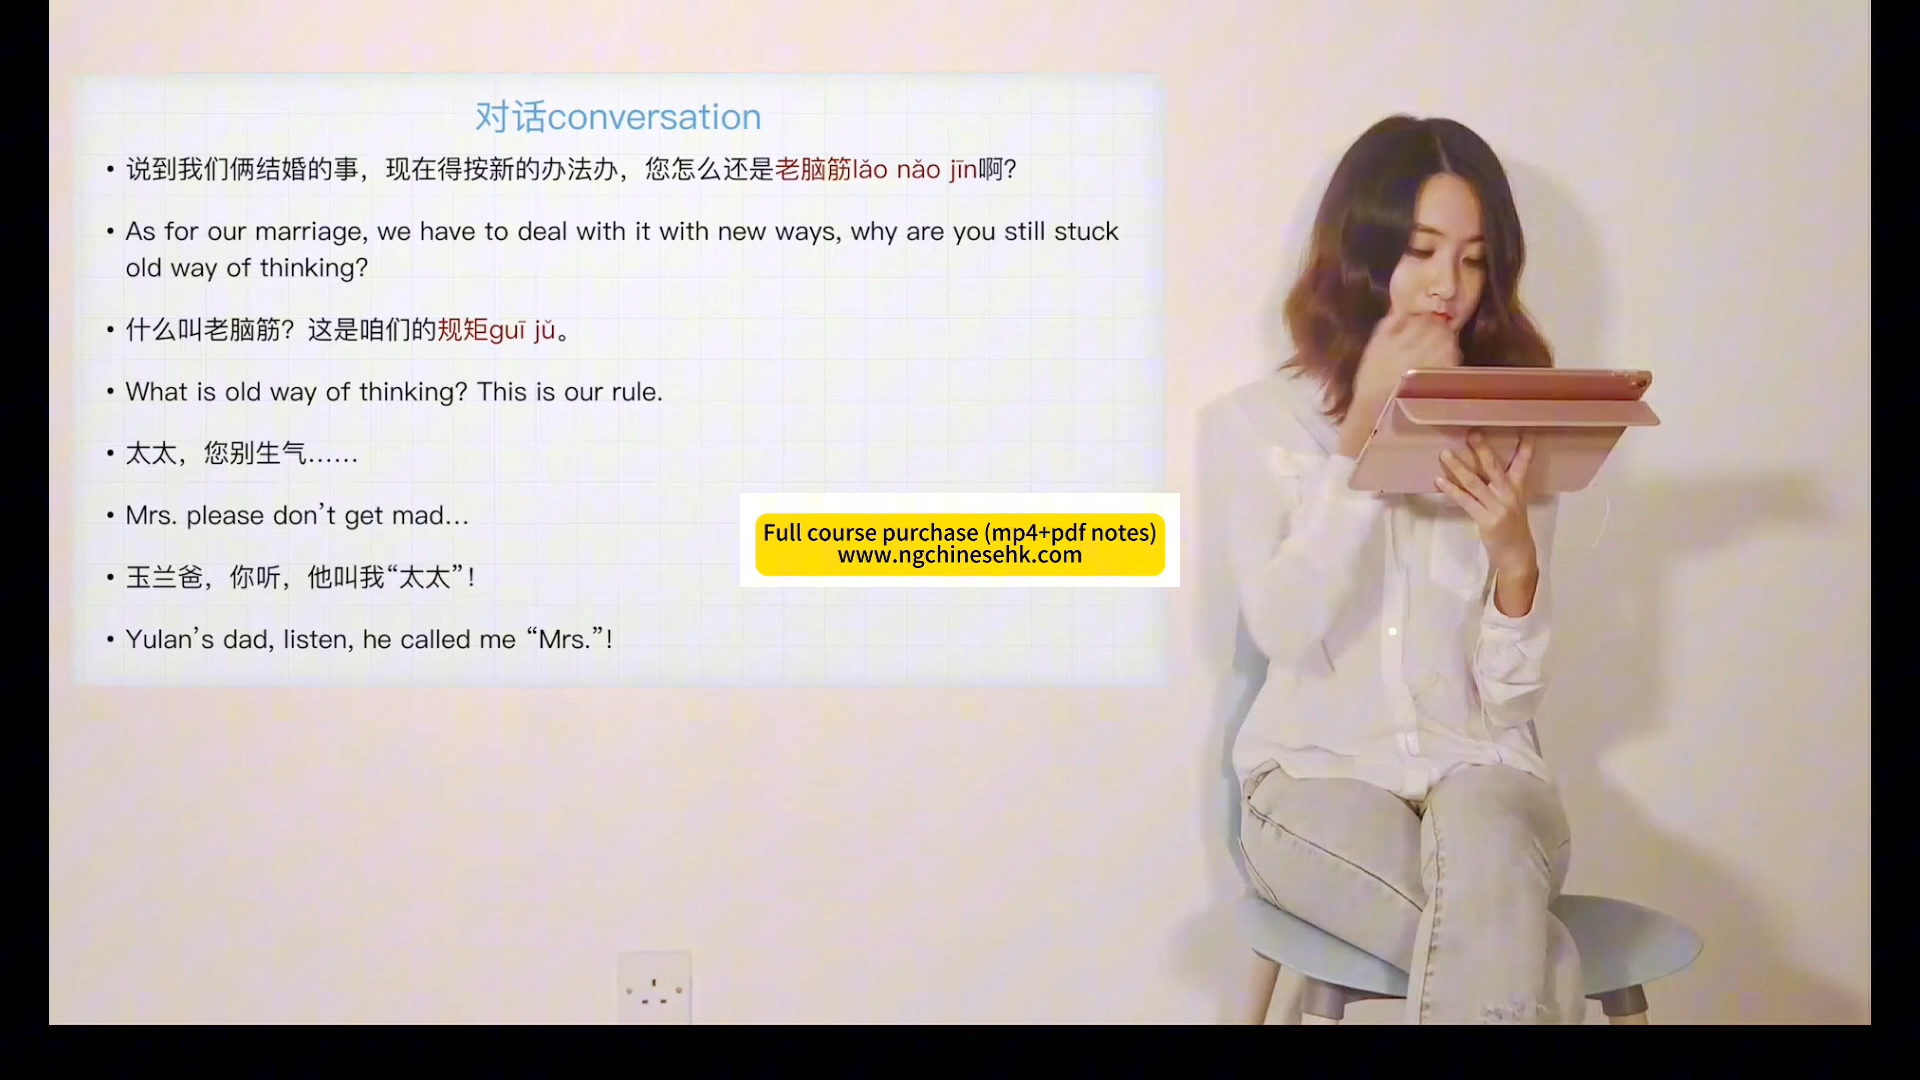 对话conversation
• 说到我们俩结婚的事，现在得按新的办法办，您怎么还是老脑筋lǎo nǎo jīn啊？
• As for our marriage, we have to deal with it with new ways, why are you still stuck
old way of thinking?
• 什么叫老脑筋？这是咱们的规矩guī jǔ。
• What is old way of thinking? This is our rule.
• 太太，您别生气……
• Mrs. please don’t get mad…
• 玉兰爸，你听，他叫我“太太”！
• Yulan’s dad, listen, he called me “Mrs.”!
Full course purchase (mp4+pdf notes)
www.ngchinesehk.com